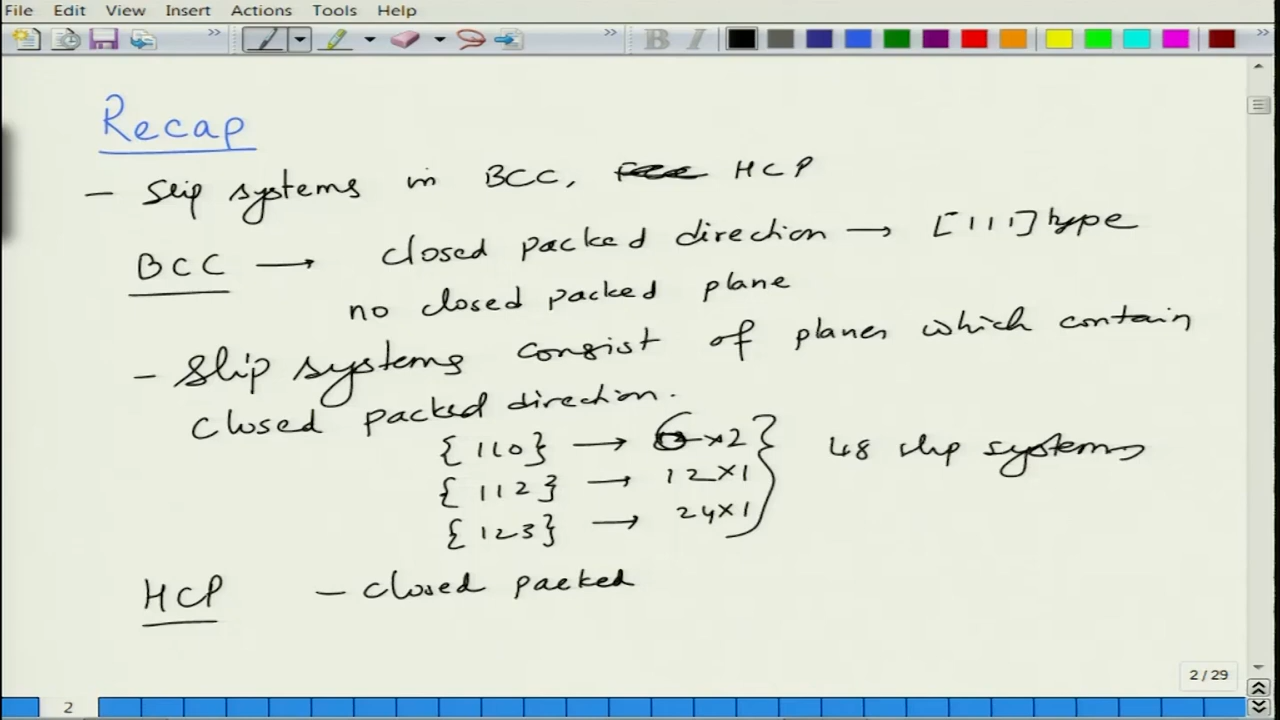 File Edit View Insert Actions Tools Help
Recap
- Slip systems in BCC, HCP
BCC → closed packed direction → [111] type
no closed packed plane
- Slip systems consist of planes which contain
closed packed direction.
{110} → 6×2
{112} → 12×1
{123} → 24×1
48 slip systems
HCP - closed packed
2 / 29
2